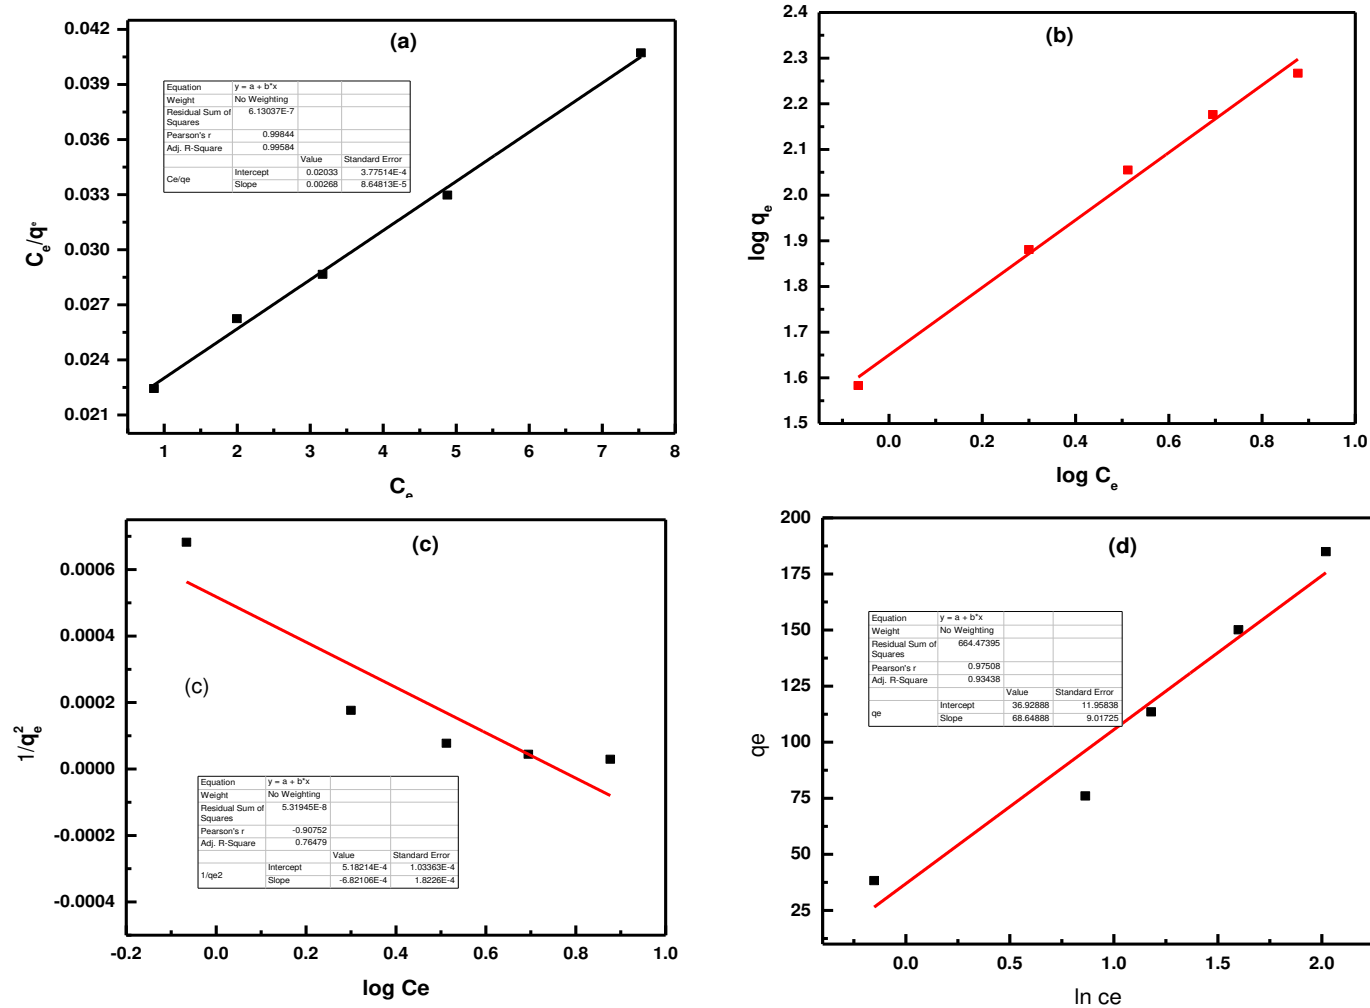 (a)
0.042
0.039
0.036
0.033
0.030
0.027
0.024
0.021
C_e/q
Equation y = a + b*x
Weight No Weighting
Residual Sum of Squares 6.13037E-7
Pearson's r 0.99844
Adj. R-Square 0.99584
Value Standard Error
Ce/qe Intercept 0.02033 3.77514E-4
Slope 0.00268 8.64813E-5
1 2 3 4 5 6 7 8
C_e
(b)
2.4
2.3
2.2
2.1
2.0
1.9
1.8
1.7
1.6
1.5
log q_e
0.0 0.2 0.4 0.6 0.8 1.0
log C_e
(c)
0.0006
0.0004
0.0002
0.0000
-0.0002
-0.0004
1/q_e^2
(c)
Equation y = a + b*x
Weight No Weighting
Residual Sum of Squares 5.31945E-8
Pearson's r -0.90752
Adj. R-Square 0.76479
Value Standard Error
1/qe2 Intercept 5.18214E-4 1.03363E-4
Slope -6.82106E-4 1.8226E-4
-0.2 0.0 0.2 0.4 0.6 0.8 1.0
log Ce
(d)
200
175
150
125
100
75
50
25
qe
Equation y = a + b*x
Weight No Weighting
Residual Sum of Squares 664.47395
Pearson's r 0.97508
Adj. R-Square 0.93438
Value Standard Error
qe Intercept 36.92888 11.95838
Slope 68.64888 9.01725
0.0 0.5 1.0 1.5 2.0
ln ce